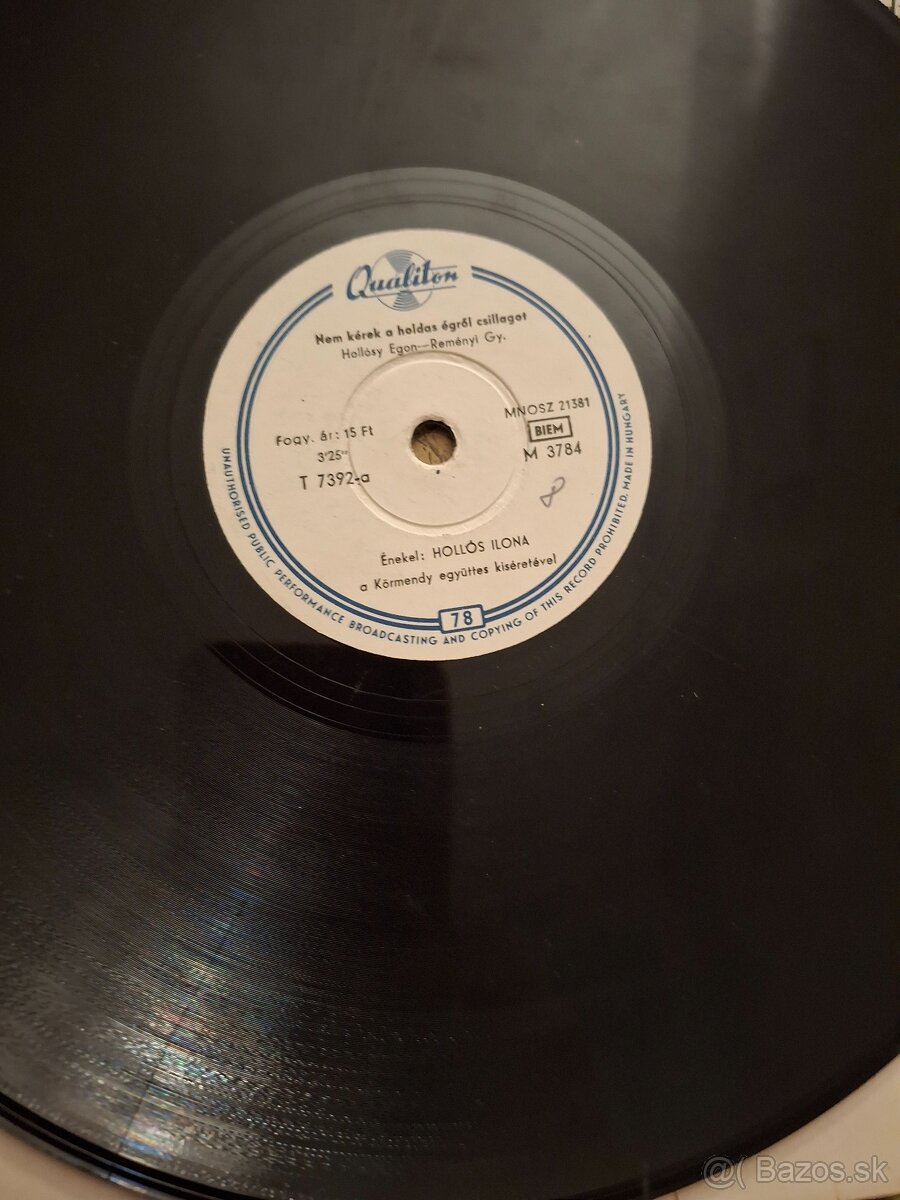 Qualiton
Nem kérek a holdas égről csillagot
Hollósy Egon—Reményi Gy.
Fogy. ár: 15 Ft
3'25"
T 7392-a
MNOSZ 21381
BIEM
M 3784
8
Énekel: HOLLÓS ILONA
a Körmendy együttes kiséretével
78
UNAUTHORISED PUBLIC PERFORMANCE BROADCASTING AND COPYING OF THIS RECORD PROHIBITED. MADE IN HUNGARY
@( Bazos.sk